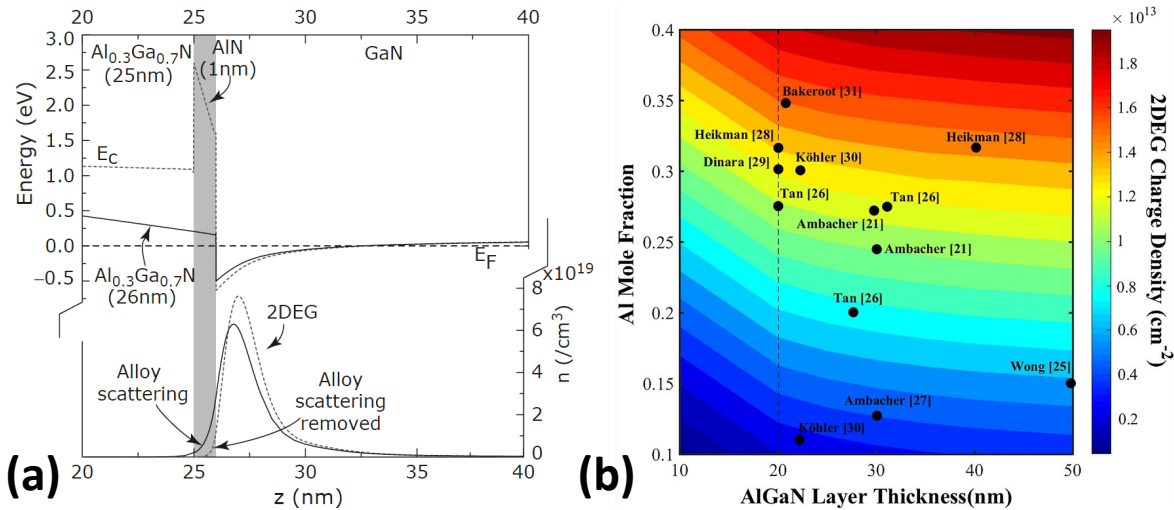 20 25 30 35 40
3.0
2.5
2.0
1.5
1.0
0.5
0.0
−0.5
Energy (eV)
Al0.3Ga0.7N
(25nm)
AlN
(1nm)
GaN
EC
Al0.3Ga0.7N
(26nm)
EF
x10^19
8
6
4
2
0
n (/cm^3)
2DEG
Alloy
scattering
Alloy
scattering
removed
20 25 30 35 40
z (nm)
(a)
0.4
0.35
0.3
0.25
0.2
0.15
0.1
Al Mole Fraction
Bakeroot [31]
Heikman [28]
Heikman [28]
Dinara [29]
Köhler [30]
Tan [26]
Tan [26]
Ambacher [21]
Ambacher [21]
Tan [26]
Wong [25]
Ambacher [27]
Köhler [30]
10 20 30 40 50
AlGaN Layer Thickness(nm)
× 10^13
1.8
1.6
1.4
1.2
1
0.8
0.6
0.4
0.2
2DEG Charge Density (cm^-2)
(b)